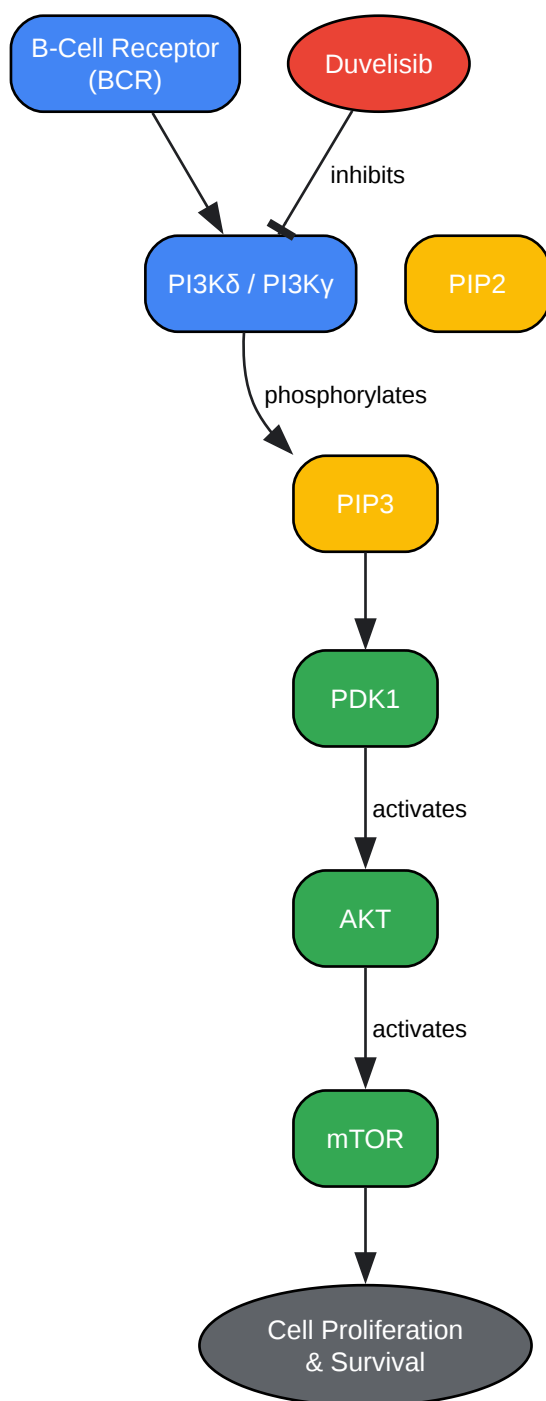 B-Cell Receptor
(BCR)
Duvelisib
inhibits
PI3Kδ / PI3Kγ
PIP2
phosphorylates
PIP3
PDK1
activates
AKT
activates
mTOR
Cell Proliferation
& Survival